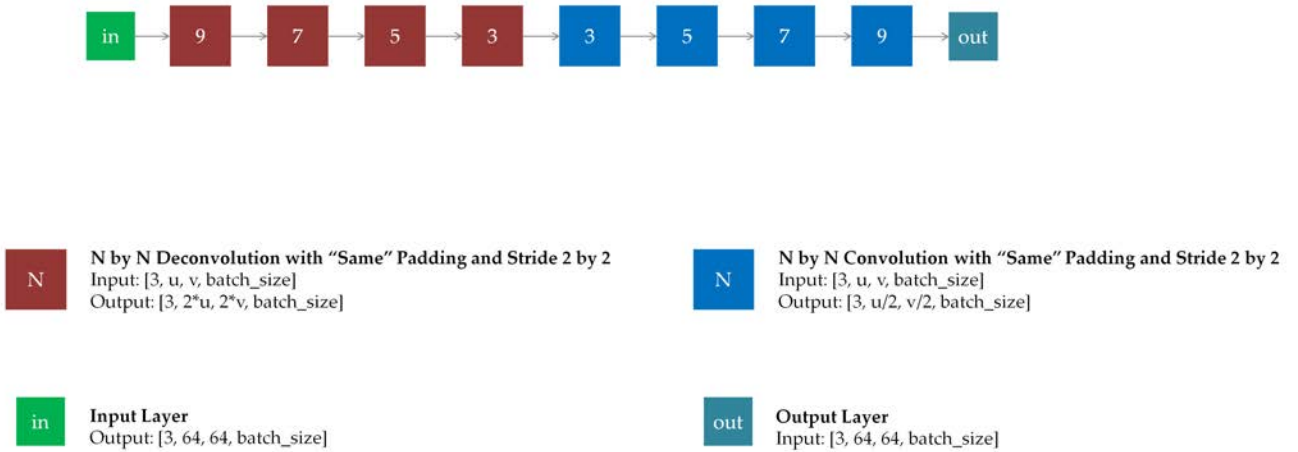 in 9 7 5 3 3 5 7 9 out
N
N by N Deconvolution with “Same” Padding and Stride 2 by 2
Input: [3, u, v, batch_size]
Output: [3, 2*u, 2*v, batch_size]
N
N by N Convolution with “Same” Padding and Stride 2 by 2
Input: [3, u, v, batch_size]
Output: [3, u/2, v/2, batch_size]
in
Input Layer
Output: [3, 64, 64, batch_size]
out
Output Layer
Input: [3, 64, 64, batch_size]